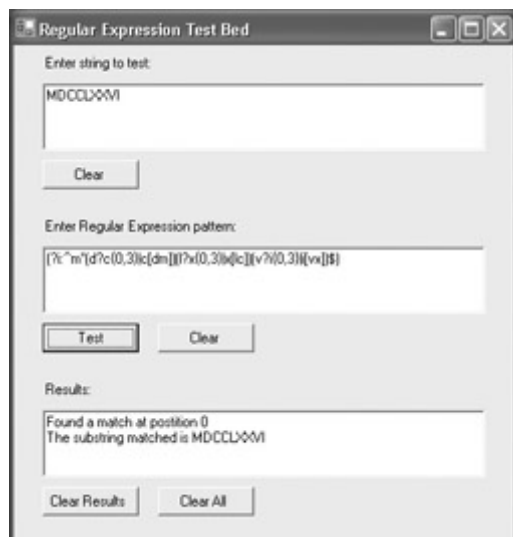 Regular Expression Test Bed
Enter string to test:
MDCCLXXVI
Clear
Enter Regular Expression pattern:
(?i:^m*(d?c{0,3}|c[dm])(l?x{0,3}|x[lc])(v?i{0,3}|i[vx])$)
Test
Clear
Results:
Found a match at postition 0
The substring matched is MDCCLXXVI
Clear Results
Clear All